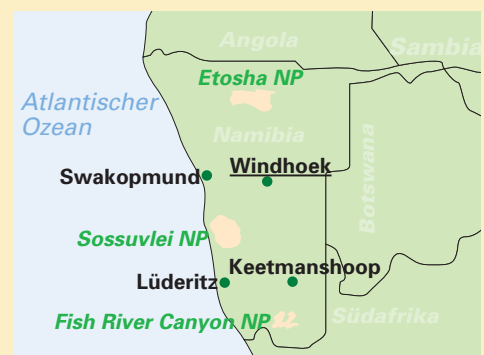 Angola
Sambia
Etosha NP
Atlantischer
Ozean
Namibia
Botswana
Windhoek
Swakopmund
Sossuvlei NP
Keetmanshoop
Lüderitz
Südafrika
Fish River Canyon NP